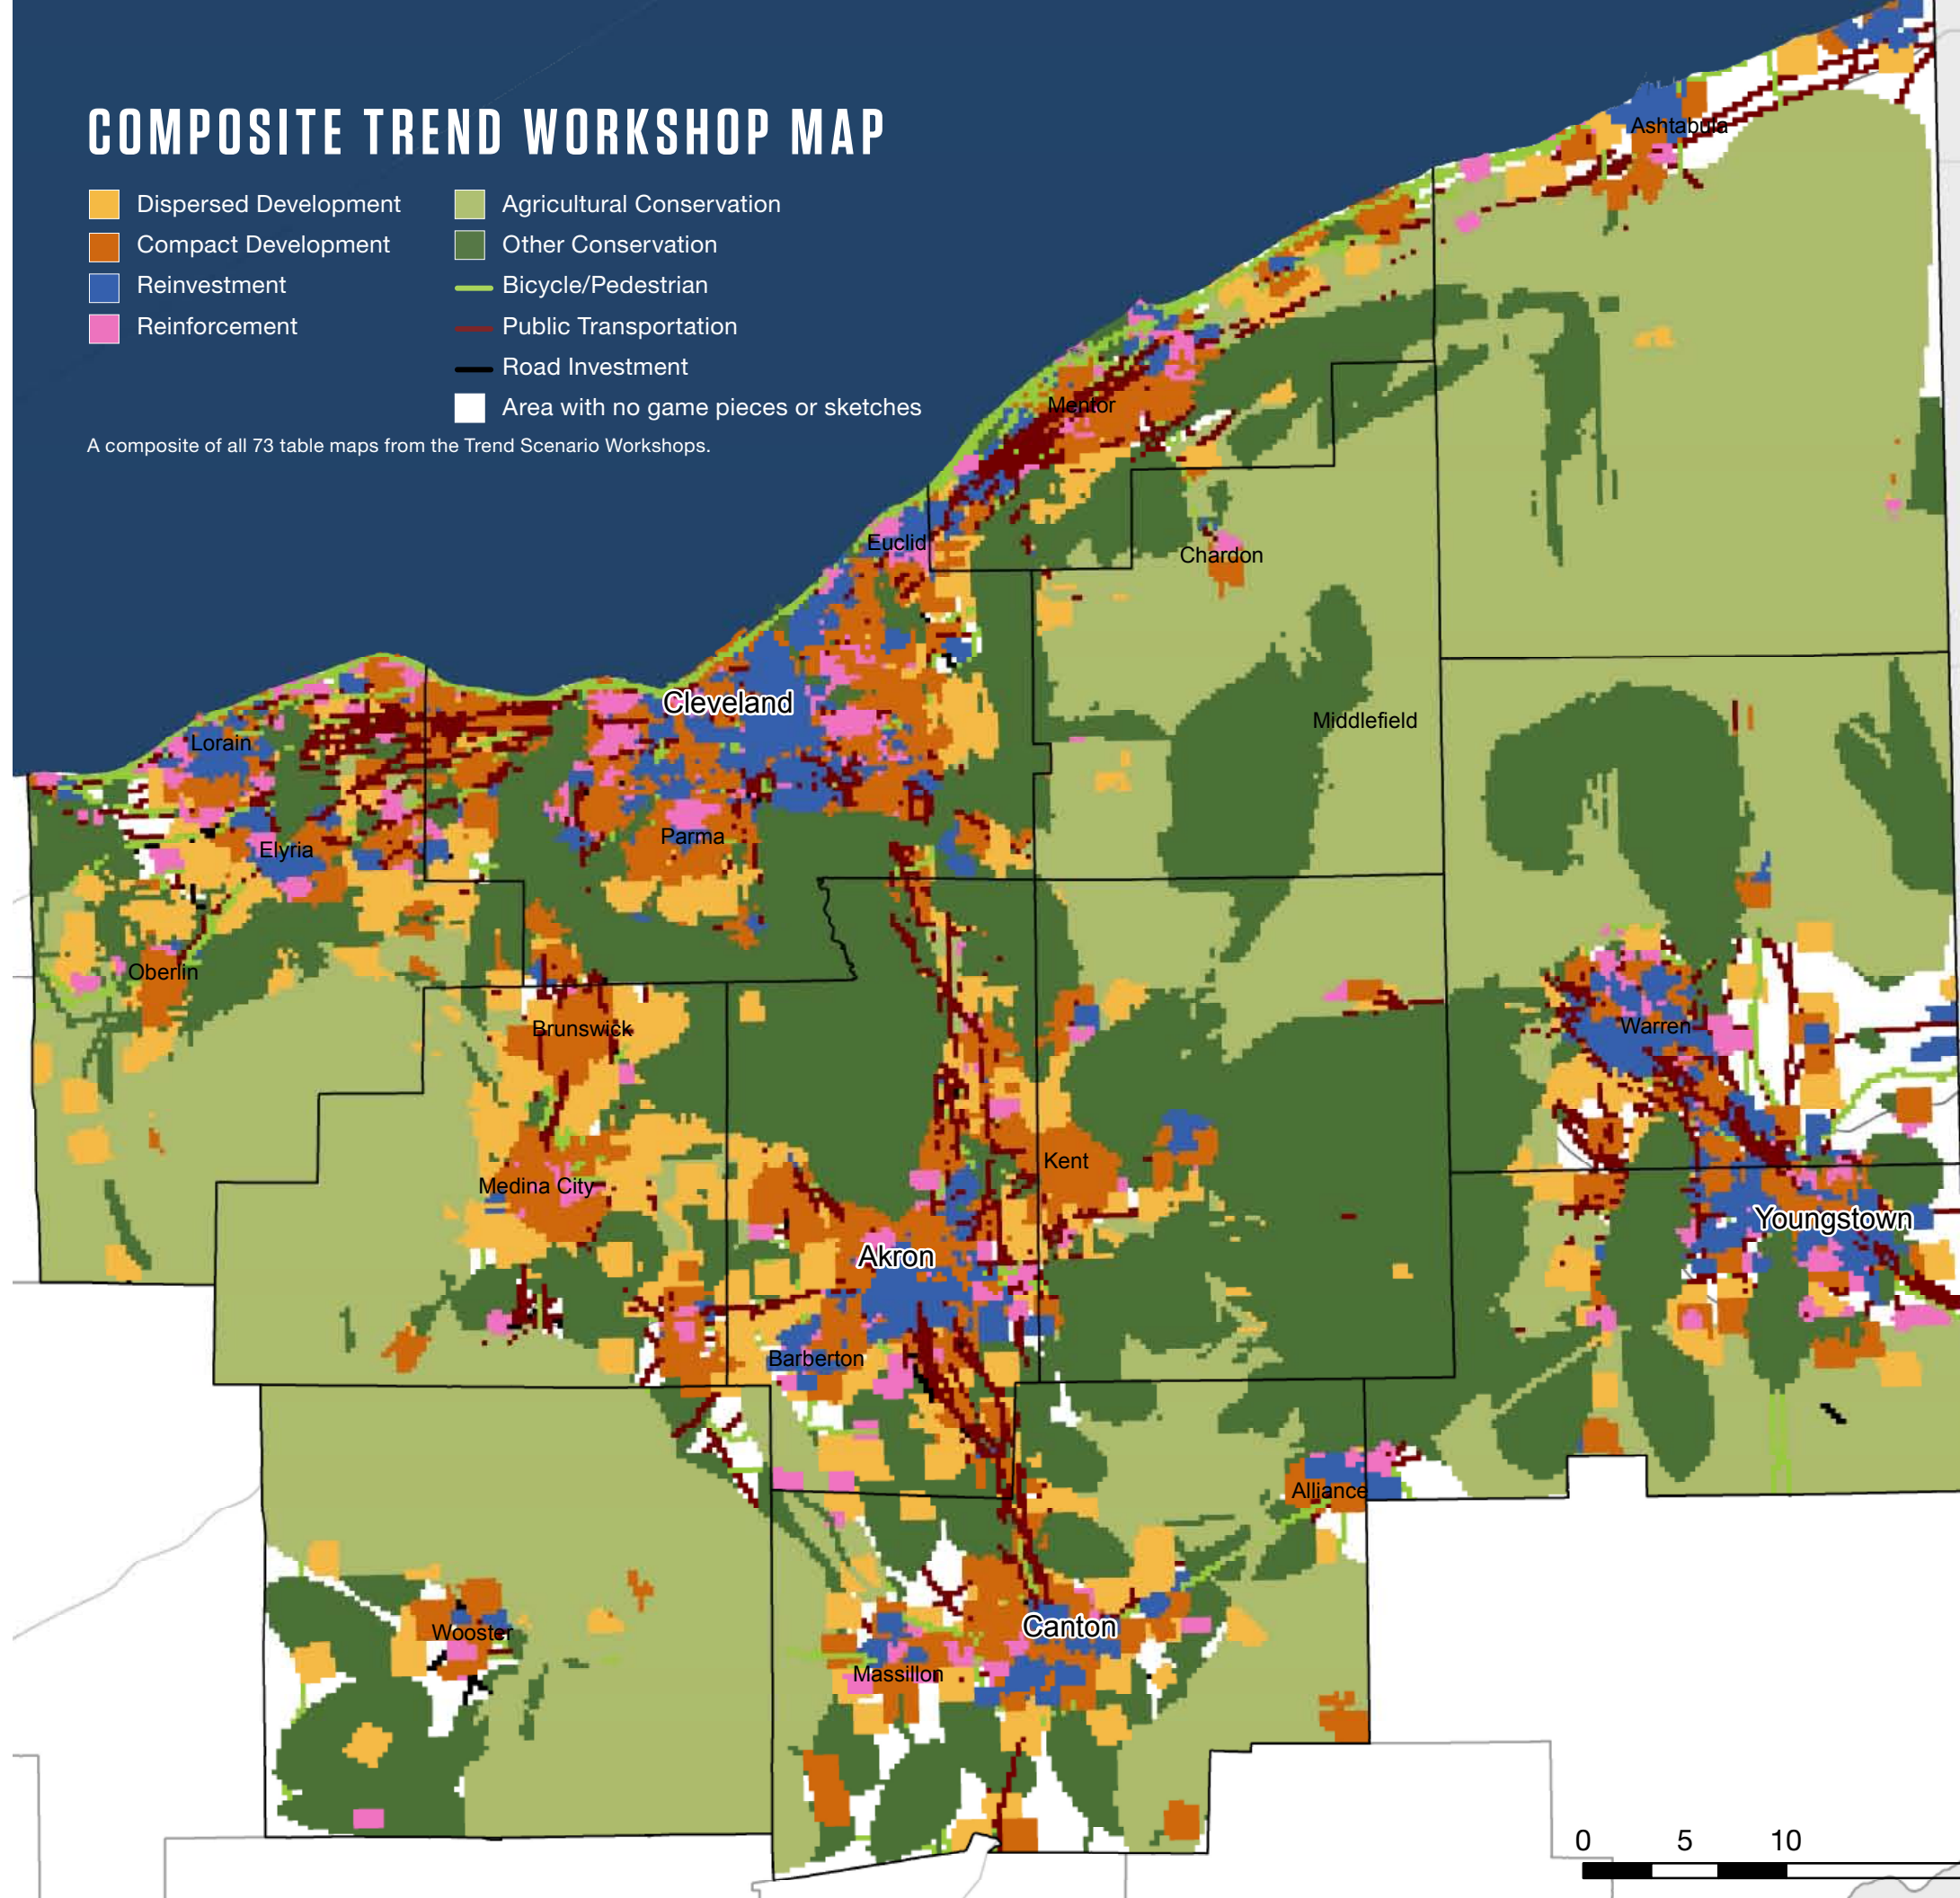 COMPOSITE TREND WORKSHOP MAP
Dispersed Development
Compact Development
Reinvestment
Reinforcement
Agricultural Conservation
Other Conservation
Bicycle/Pedestrian
Public Transportation
Road Investment
Area with no game pieces or sketches
A composite of all 73 table maps from the Trend Scenario Workshops.
Ashtabula
Mentor
Euclid
Chardon
Cleveland
Middlefield
Lorain
Parma
Elyria
Oberlin
Brunswick
Warren
Kent
Medina City
Youngstown
Akron
Barberton
Alliance
Canton
Wooster
Massillon
0 5 10